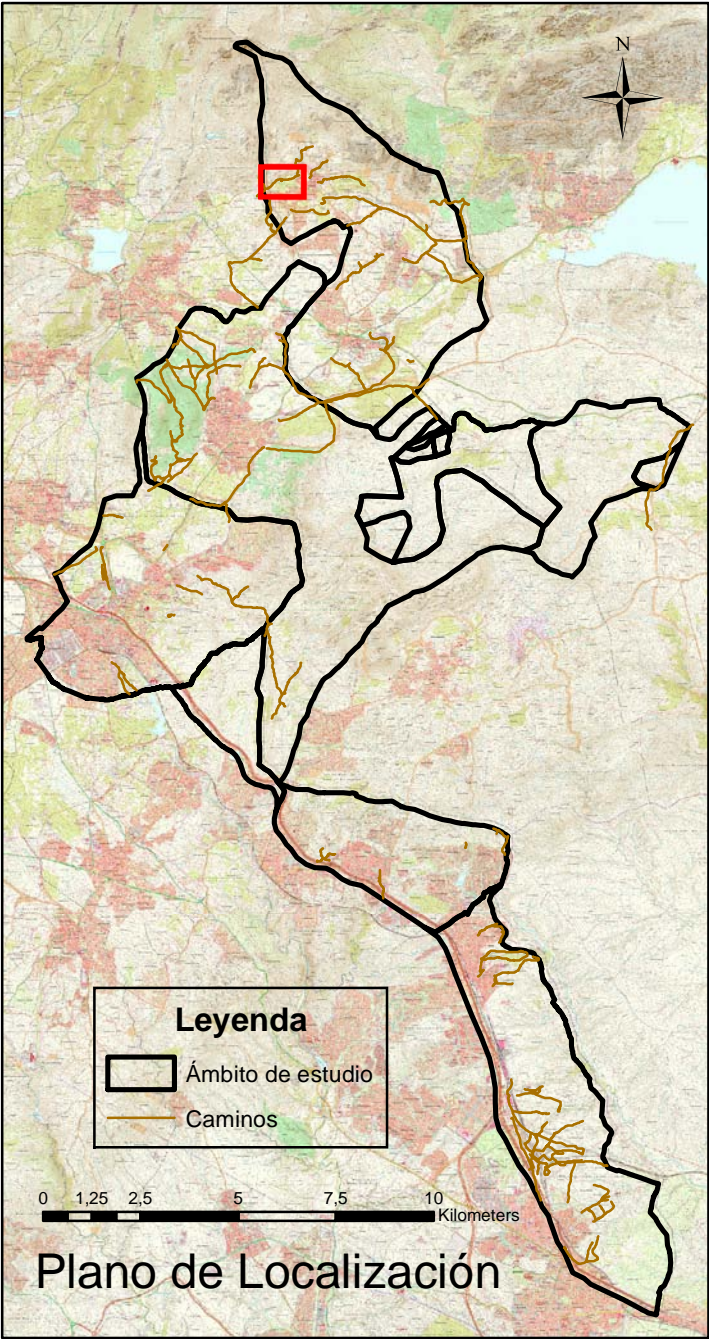 N
Leyenda
Ámbito de estudio
Caminos
0 1,25 2,5 5 7,5 10
Kilometers
Plano de Localización